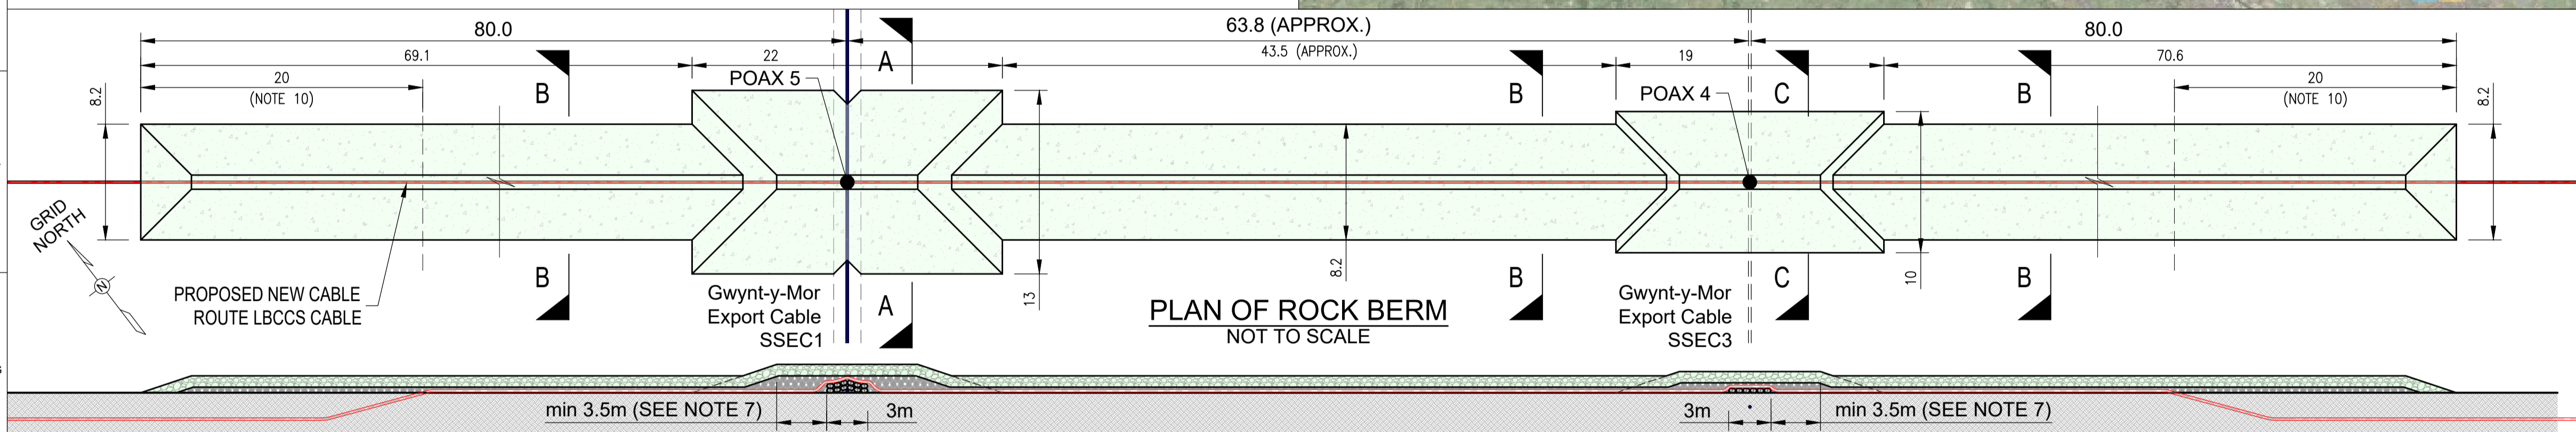 80.0
63.8 (APPROX.)
80.0
69.1
22
43.5 (APPROX.)
19
70.6
20
(NOTE 10)
20
(NOTE 10)
8.2
B
A
POAX 5
B
POAX 4
C
B
8.2
GRID
NORTH
N
PROPOSED NEW CABLE
ROUTE LBCCS CABLE
B
Gwynt-y-Mor
Export Cable
SSEC1
A
13
PLAN OF ROCK BERM
NOT TO SCALE
8.2
B
Gwynt-y-Mor
Export Cable
SSEC3
C
10
B
min 3.5m (SEE NOTE 7)
3m
3m
min 3.5m (SEE NOTE 7)